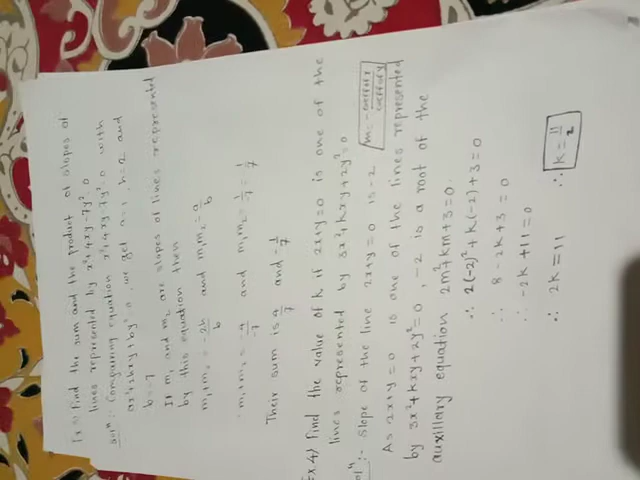 Ex.3) Find the sum and the product of slopes of
lines represented by x²+4xy-7y²=0
solⁿ:- Comparing equation x²+4xy-7y²=0 with
ax²+2hxy+by²=0, we get a=1, h=2 and
b=-7
If m₁ and m₂ are slopes of lines represented
by this equation then
m₁+m₂ = -2h/b and m₁m₂ = a/b
∴ m₁+m₂ = -4/-7 and m₁m₂ = 1/-7 = 1/7
Their sum is 4/7 and -1/7
Ex.4) Find the value of k if 2x+y=0 is one of the
lines represented by 3x²+kxy+2y²=0
solⁿ:- slope of the line 2x+y=0 is -2
As 2x+y=0 is one of the lines represented
by 3x²+kxy+2y²=0, -2 is a root of the
auxillary equation 2m²+km+3=0.
∴ 2(-2)²+k(-2)+3=0
∴ 8-2k+3=0
∴ -2k+11=0
∴ 2k=11 ∴ k=11/2